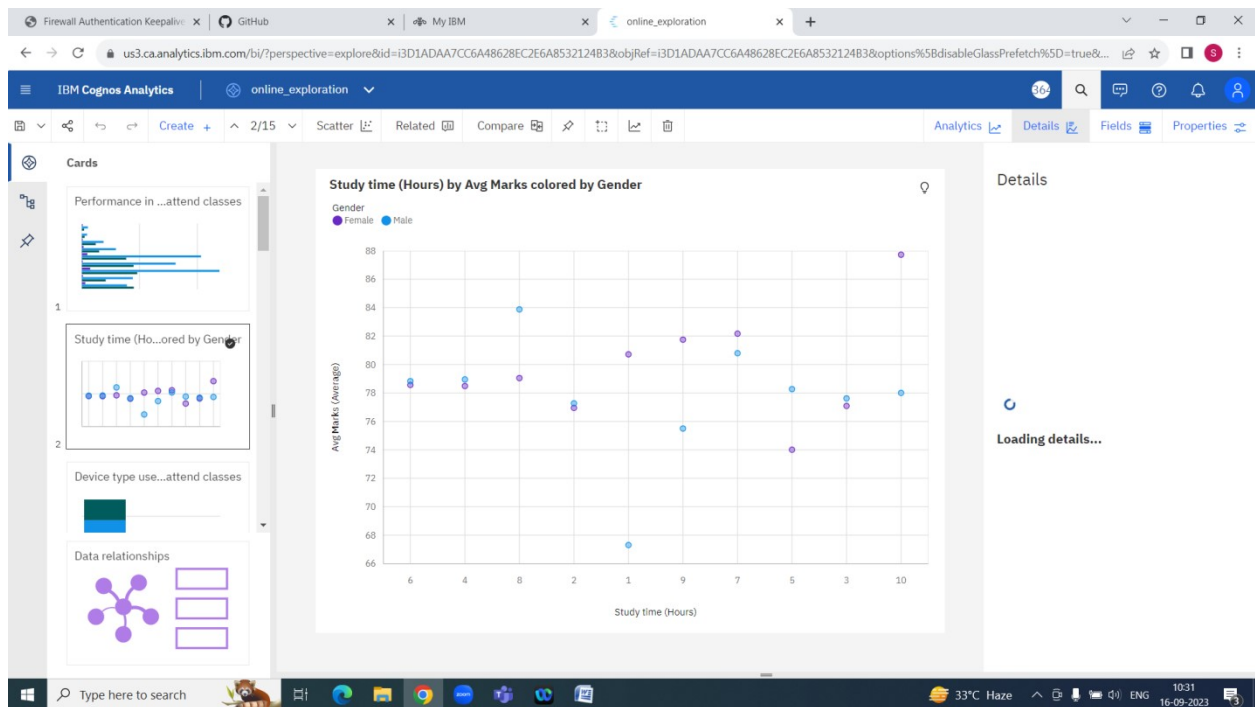 Firewall Authentication Keepalive
GitHub
My IBM
online_exploration
us3.ca.analytics.ibm.com/bi/?perspective=explore&id=i3D1ADAA7CC6A48628EC2E6A8532124B3&objRef=i3D1ADAA7CC6A48628EC2E6A8532124B3&options%5BdisableGlassPrefetch%5D=true&...
S
IBM Cognos Analytics
online_exploration
364
Create +
2/15
Scatter
Related
Compare
Analytics
Details
Fields
Properties
Cards
Performance in ...attend classes
1
Study time (Ho...ored by Gender
2
Device type use...attend classes
Data relationships
Study time (Hours) by Avg Marks colored by Gender
Gender
Female Male
Avg Marks (Average)
88
86
84
82
80
78
76
74
72
70
68
66
6 4 8 2 1 9 7 5 3 10
Study time (Hours)
Details
Loading details...
Type here to search
zoom
33°C Haze
ENG
10:31
16-09-2023
3